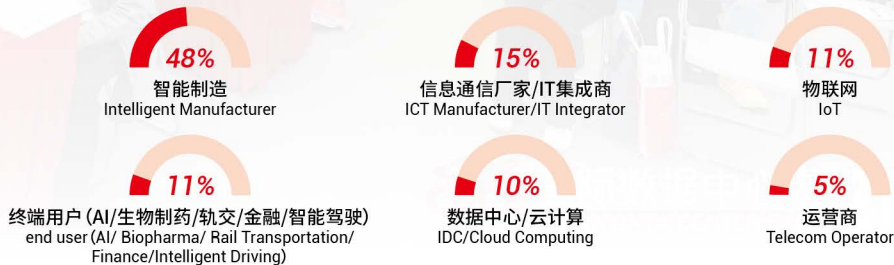 48%
智能制造
Intelligent Manufacturer
15%
信息通信厂家/IT集成商
ICT Manufacturer/IT Integrator
11%
物联网
IoT
11%
终端用户(AI/生物制药/轨交/金融/智能驾驶)
end user(AI/ Biopharma/ Rail Transportation/
Finance/Intelligent Driving)
10%
数据中心/云计算
IDC/Cloud Computing
5%
运营商
Telecom Operator